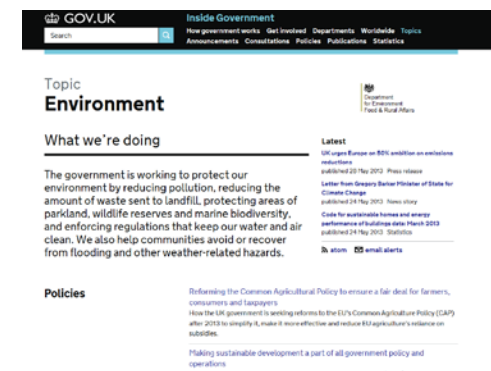 GOV.UK
Search
Inside Government
How government works Get involved Departments Worldwide Topics
Announcements Consultations Policies Publications Statistics
Topic
Environment
Department
for Environment
Food & Rural Affairs
What we're doing
The government is working to protect our
environment by reducing pollution, reducing the
amount of waste sent to landfill, protecting areas of
parkland, wildlife reserves and marine biodiversity,
and enforcing regulations that keep our water and air
clean. We also help communities avoid or recover
from flooding and other weather-related hazards.
Latest
UK urges Europe on 50% ambition on emissions
reductions
published 28 May 2013 Press release
Letter from Gregory Barker Minister of State for
Climate Change
published 24 May 2013 News story
Code for sustainable homes and energy
performance of buildings data: March 2013
published 24 May 2013 Statistics
atom email alerts
Policies
Reforming the Common Agricultural Policy to ensure a fair deal for farmers,
consumers and taxpayers
How the UK government is seeking reforms to the EU's Common Agriculture Policy (CAP)
after 2013 to simplify it, make it more effective and reduce EU agriculture's reliance on
subsidies.
Making sustainable development a part of all government policy and
operations